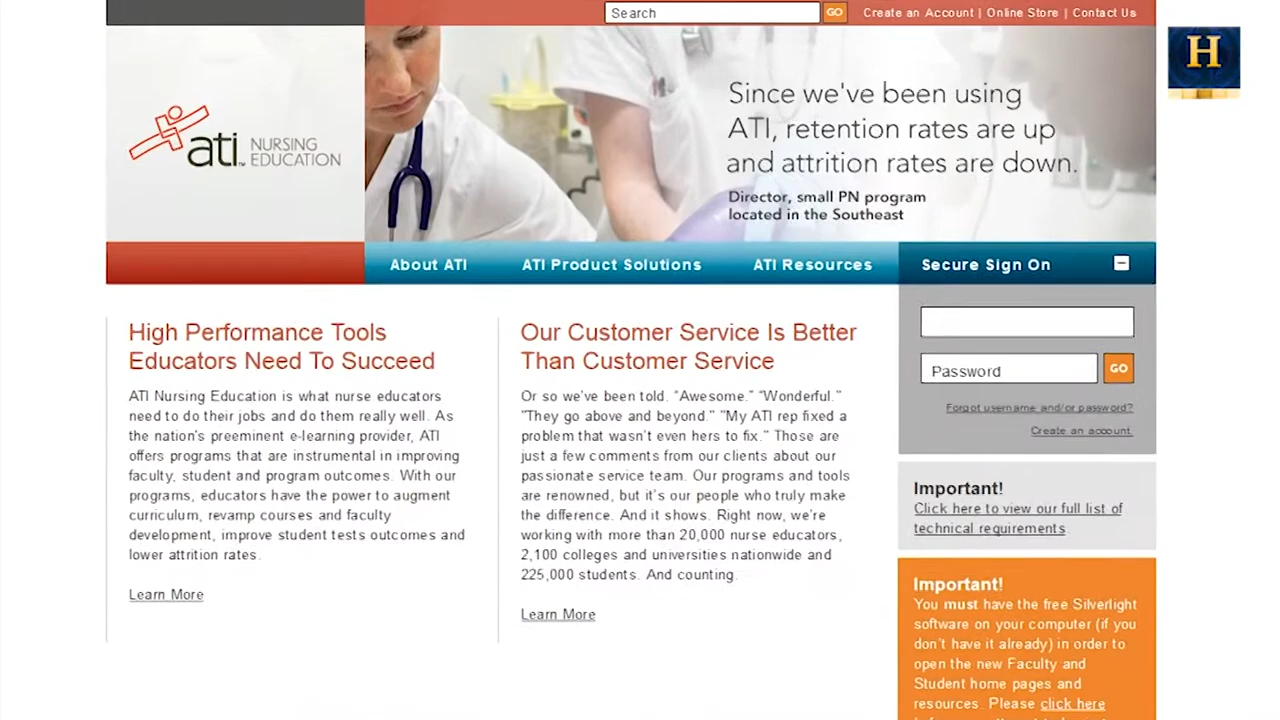 Search
GO
Create an Account | Online Store | Contact Us
H
ati™ NURSING
EDUCATION
Since we've been using
ATI, retention rates are up
and attrition rates are down.
Director, small PN program
located in the Southeast
About ATI
ATI Product Solutions
ATI Resources
Secure Sign On
High Performance Tools
Educators Need To Succeed
ATI Nursing Education is what nurse educators
need to do their jobs and do them really well. As
the nation's preeminent e-learning provider, ATI
offers programs that are instrumental in improving
faculty, student and program outcomes. With our
programs, educators have the power to augment
curriculum, revamp courses and faculty
development, improve student tests outcomes and
lower attrition rates.
Learn More
Our Customer Service Is Better
Than Customer Service
Or so we've been told. "Awesome." "Wonderful."
"They go above and beyond." "My ATI rep fixed a
problem that wasn't even hers to fix." Those are
just a few comments from our clients about our
passionate service team. Our programs and tools
are renowned, but it's our people who truly make
the difference. And it shows. Right now, we're
working with more than 20,000 nurse educators,
2,100 colleges and universities nationwide and
225,000 students. And counting.
Learn More
Password
GO
Forgot username and/or password?
Create an account.
Important!
Click here to view our full list of
technical requirements.
Important!
You must have the free Silverlight
software on your computer (if you
don't have it already) in order to
open the new Faculty and
Student home pages and
resources. Please click here